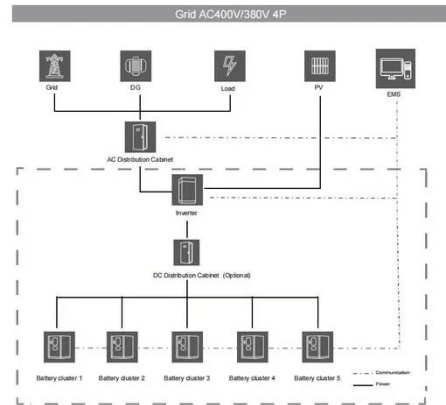 Grid AC400V/380V 4P
Grid
DG
Load
PV
EMS
AC Distribution Cabinet
Inverter
DC Distribution Cabinet (Optional)
Battery cluster 1
Battery cluster 2
Battery cluster 3
Battery cluster 4
Battery cluster 5
Communication
Power